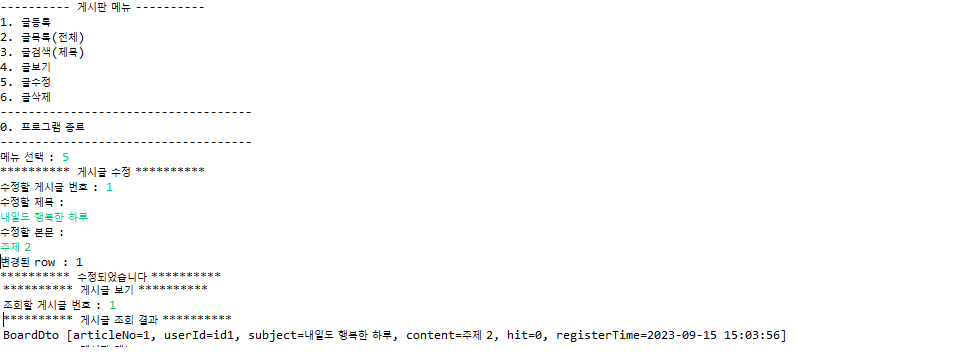 ---------- 게시판 메뉴 ----------
1. 글등록
2. 글목록(전체)
3. 글검색(제목)
4. 글보기
5. 글수정
6. 글삭제
------------------------------------
0. 프로그램 종료
------------------------------------
메뉴 선택 : 5
********** 게시글 수정 **********
수정할 게시글 번호 : 1
수정할 제목 :
내일도 행복한 하루
수정할 본문 :
주제 2
변경된 row : 1
********** 수정되었습니다 **********
********** 게시글 보기 **********
조회할 게시글 번호 : 1
********** 게시글 조회 결과 **********
BoardDto [articleNo=1, userId=id1, subject=내일도 행복한 하루, content=주제 2, hit=0, registerTime=2023-09-15 15:03:56]